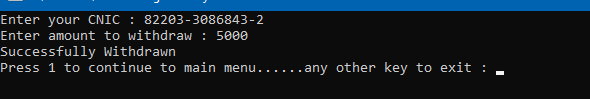 Enter your CNIC : 82203-3086843-2
Enter amount to withdraw : 5000
Successfully Withdrawn
Press 1 to continue to main menu......any other key to exit :